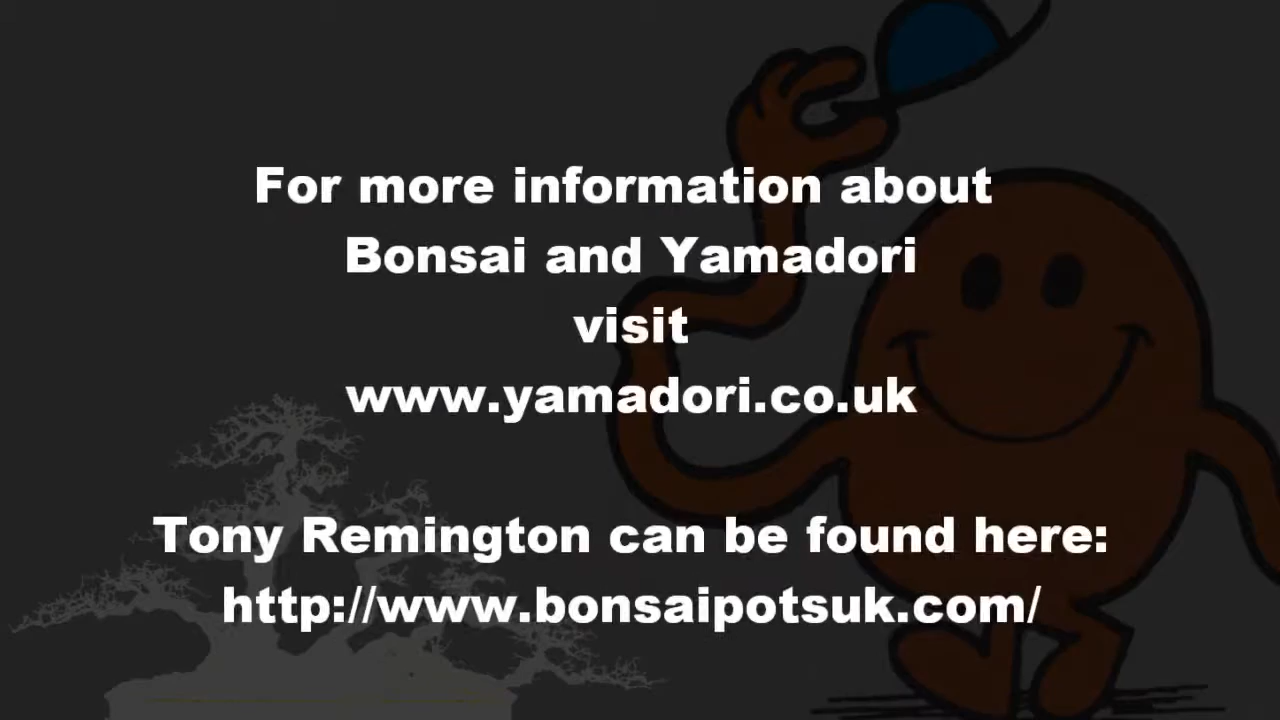 For more information about
Bonsai and Yamadori
visit
www.yamadori.co.uk
Tony Remington can be found here:
http://www.bonsaipotsuk.com/